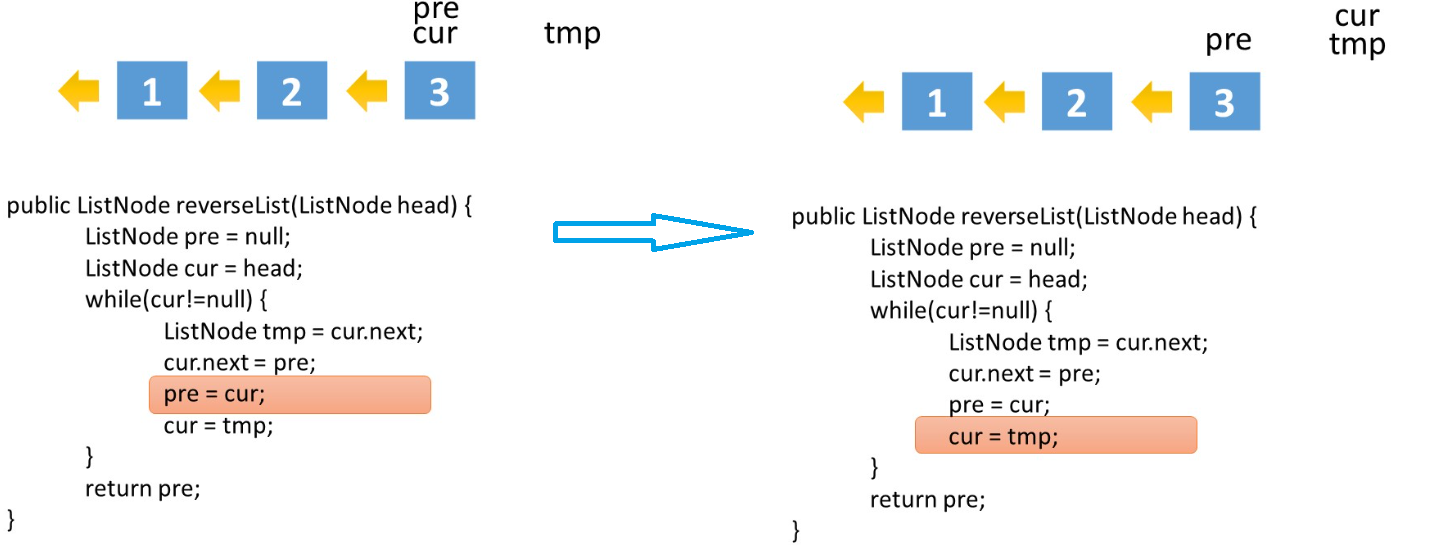 pre
cur
tmp
1
2
3
public ListNode reverseList(ListNode head) {
ListNode pre = null;
ListNode cur = head;
while(cur!=null) {
ListNode tmp = cur.next;
cur.next = pre;
pre = cur;
cur = tmp;
}
return pre;
}
pre
cur
tmp
1
2
3
public ListNode reverseList(ListNode head) {
ListNode pre = null;
ListNode cur = head;
while(cur!=null) {
ListNode tmp = cur.next;
cur.next = pre;
pre = cur;
cur = tmp;
}
return pre;
}